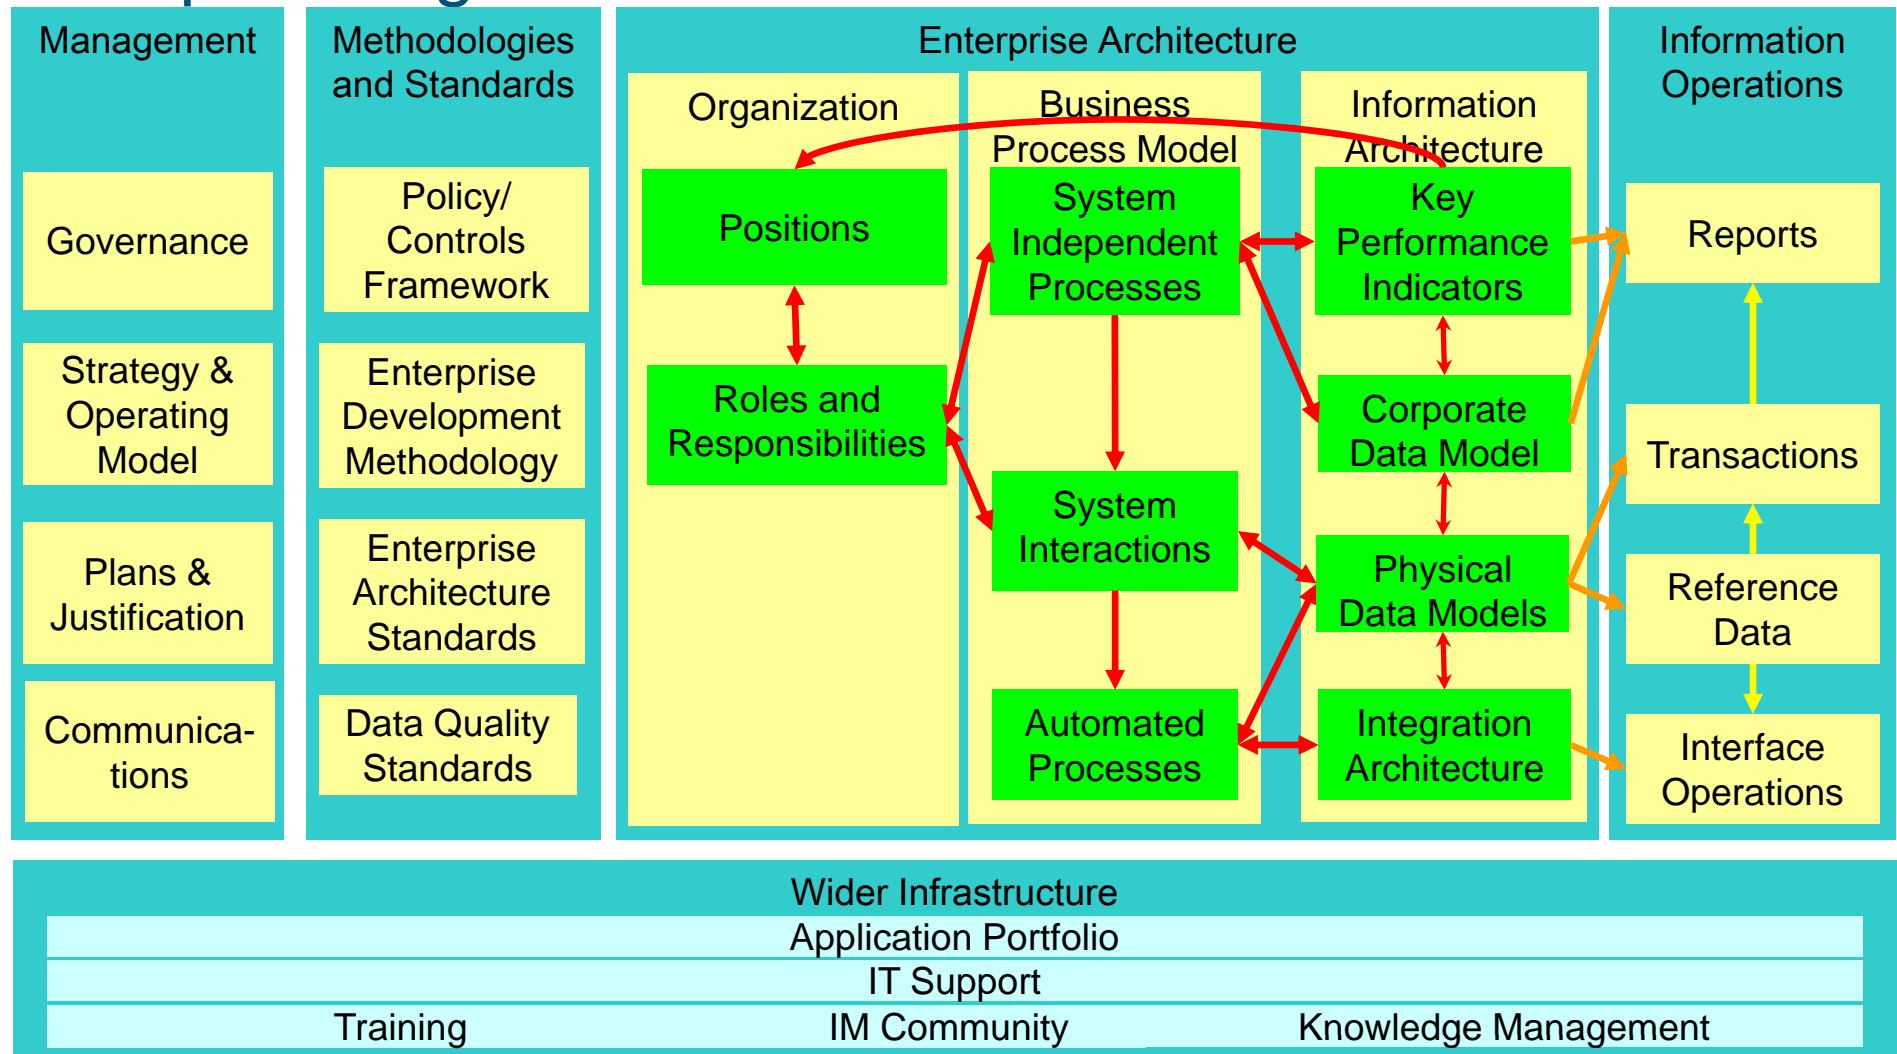 Management
Governance
Strategy &
Operating
Model
Plans &
Justification
Communica-
tions
Methodologies
and Standards
Policy/
Controls
Framework
Enterprise
Development
Methodology
Enterprise
Architecture
Standards
Data Quality
Standards
Enterprise Architecture
Organization
Positions
Roles and
Responsibilities
Business
Process Model
System
Independent
Processes
System
Interactions
Automated
Processes
Information
Architecture
Key
Performance
Indicators
Corporate
Data Model
Physical
Data Models
Integration
Architecture
Information
Operations
Reports
Transactions
Reference
Data
Interface
Operations
Wider Infrastructure
Application Portfolio
IT Support
Training IM Community Knowledge Management